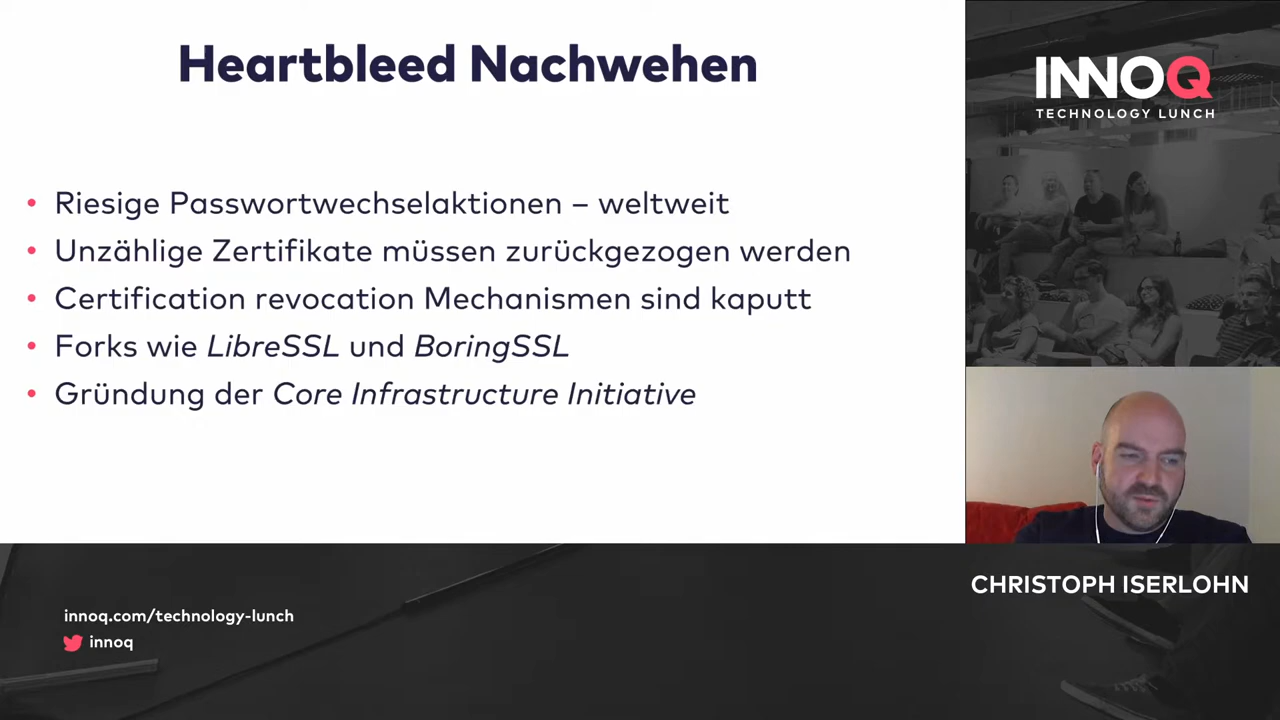 Heartbleed Nachwehen
• Riesige Passwortwechselaktionen – weltweit
• Unzählige Zertifikate müssen zurückgezogen werden
• Certification revocation Mechanismen sind kaputt
• Forks wie LibreSSL und BoringSSL
• Gründung der Core Infrastructure Initiative
INNOQ
TECHNOLOGY LUNCH
CHRISTOPH ISERLOHN
innoq.com/technology-lunch
innoq